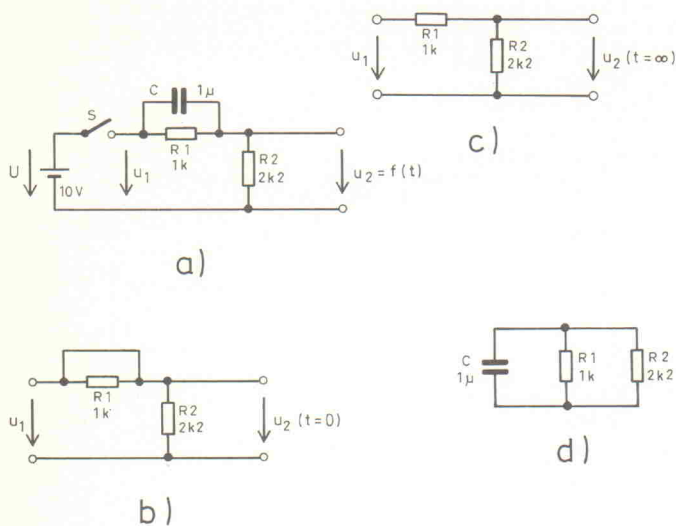 C 1µ
S
R1
1k
U
10V
u1
R2
2k2
u2 = f(t)
a)
u1
R1
1k
R2
2k2
u2 (t=∞)
c)
u1
R1
1k
R2
2k2
u2 (t=0)
b)
C
1µ
R1
1k
R2
2k2
d)